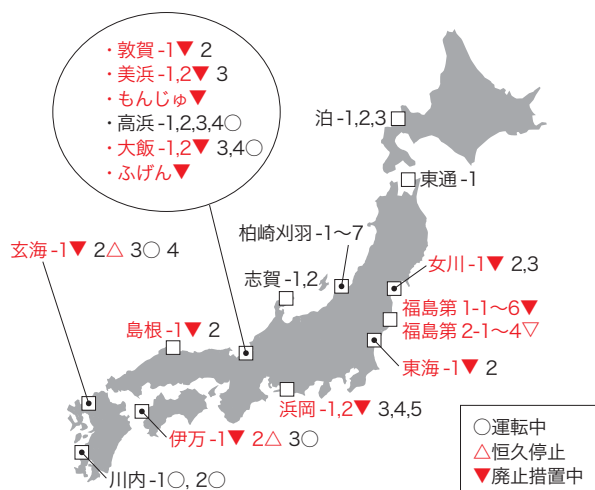 ・敦賀 -1▼ 2
・美浜 -1,2▼ 3
・もんじゅ▼
・高浜 -1,2,3,4○
・大飯 -1,2▼ 3,4○
・ふげん▼
泊 -1,2,3
東通 -1
柏崎刈羽 -1〜7
志賀 -1,2
玄海 -1▼ 2△ 3○ 4
女川 -1▼ 2,3
福島第 1-1〜6▼
福島第 2-1〜4▽
島根 -1▼ 2
東海 -1▼ 2
浜岡 -1,2▼ 3,4,5
伊万 -1▼ 2△ 3○
川内 -1○, 2○
○運転中
△恒久停止
▼廃止措置中